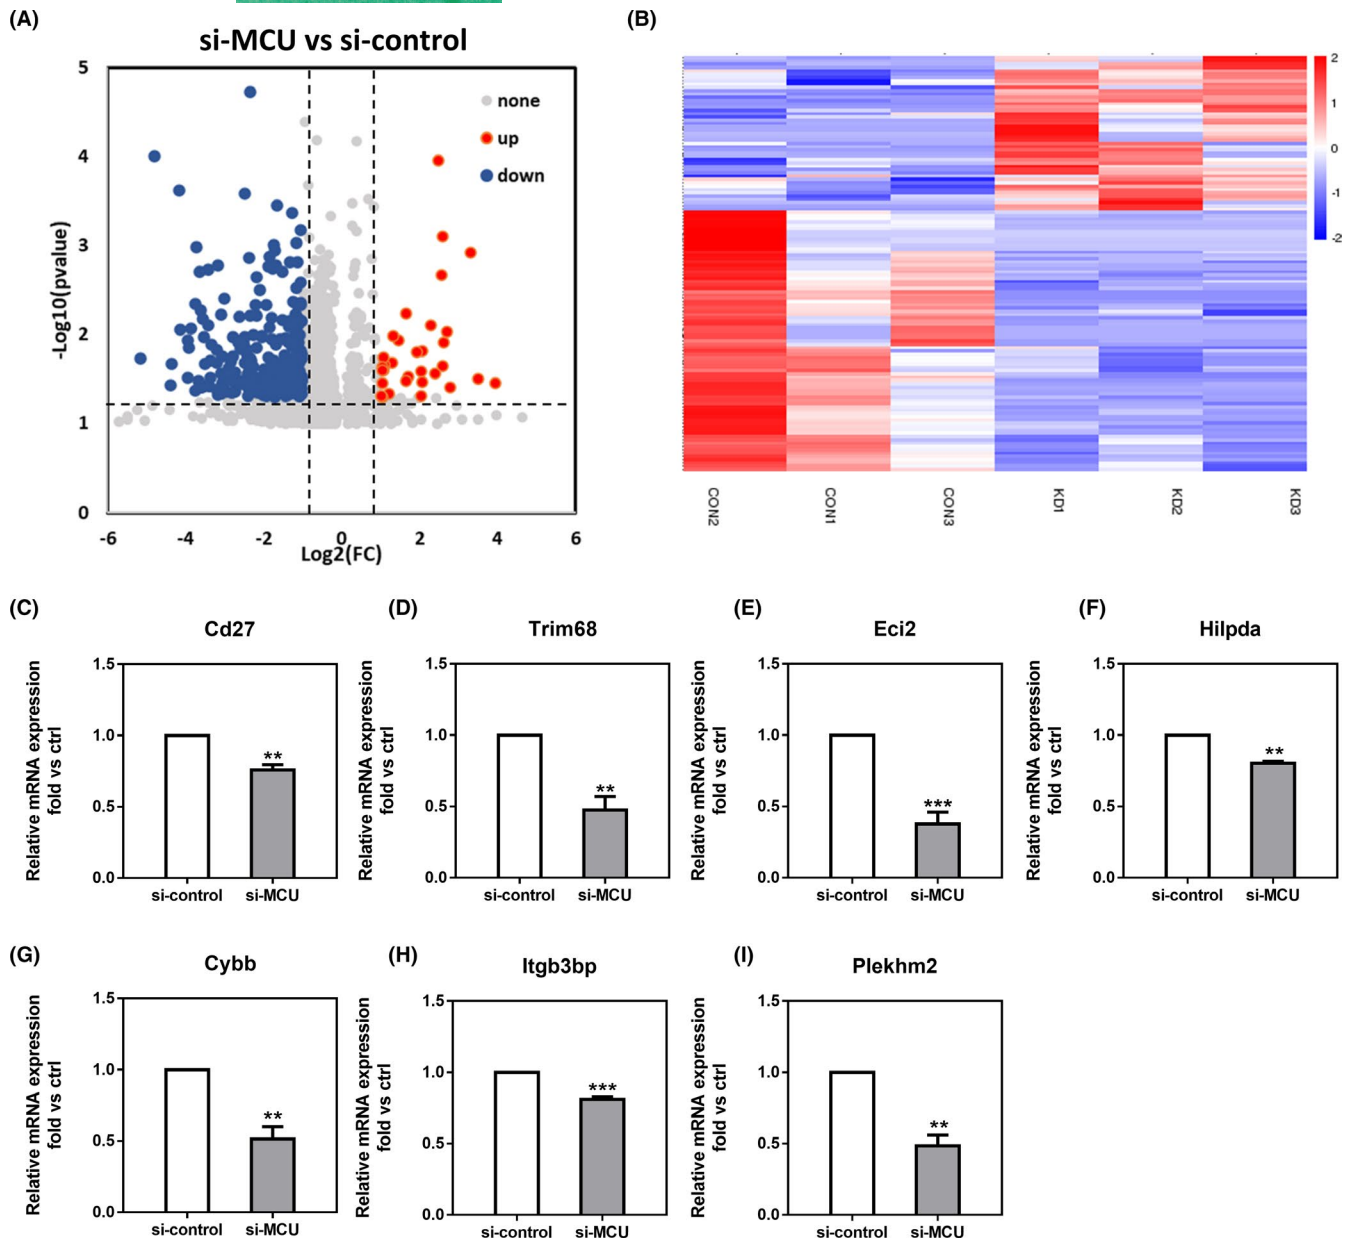 (A)
si-MCU vs si-control
5
4
3
2
1
0
-Log10(pvalue)
none
up
down
-6
-4
-2
0
2
4
6
Log2(FC)
(B)
2
1
0
-1
-2
CON2
CON1
CON3
KD1
KD2
KD3
(C)
Cd27
Relative mRNA expression
fold vs ctrl
1.5
1.0
0.5
0.0
**
si-control
si-MCU
(D)
Trim68
Relative mRNA expression
fold vs ctrl
1.5
1.0
0.5
0.0
**
si-control
si-MCU
(E)
Eci2
Relative mRNA expression
fold vs ctrl
1.5
1.0
0.5
0.0
***
si-control
si-MCU
(F)
Hilpda
Relative mRNA expression
fold vs ctrl
1.5
1.0
0.5
0.0
**
si-control
si-MCU
(G)
Cybb
Relative mRNA expression
fold vs ctrl
1.5
1.0
0.5
0.0
**
si-control
si-MCU
(H)
Itgb3bp
Relative mRNA expression
fold vs ctrl
1.5
1.0
0.5
0.0
***
si-control
si-MCU
(I)
Plekhm2
Relative mRNA expression
fold vs ctrl
1.5
1.0
0.5
0.0
**
si-control
si-MCU